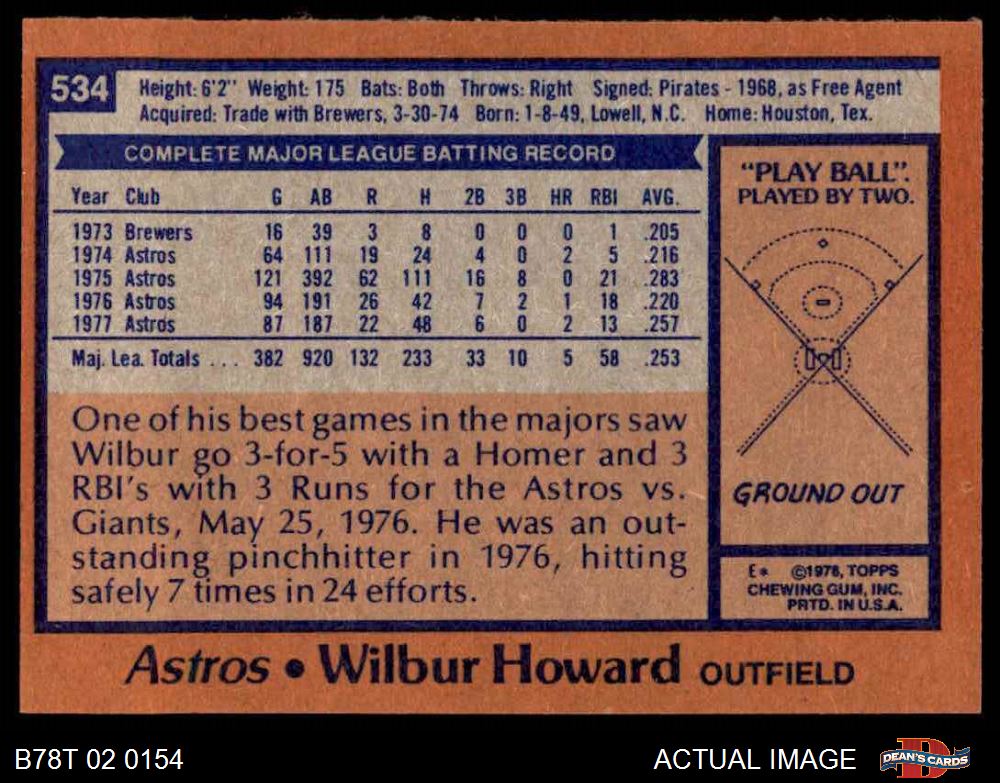 534
Height: 6'2" Weight: 175 Bats: Both Throws: Right Signed: Pirates - 1968, as Free Agent
Acquired: Trade with Brewers, 3-30-74 Born: 1-8-49, Lowell, N.C. Home: Houston, Tex.
COMPLETE MAJOR LEAGUE BATTING RECORD
Year Club G AB R H 2B 3B HR RBI AVG.
1973 Brewers 16 39 3 8 0 0 0 1 .205
1974 Astros 64 111 19 24 4 0 2 5 .216
1975 Astros 121 392 62 111 16 8 0 21 .283
1976 Astros 94 191 26 42 7 2 1 18 .220
1977 Astros 87 187 22 48 6 0 2 13 .257
Maj. Lea. Totals ... 382 920 132 233 33 10 5 58 .253
One of his best games in the majors saw
Wilbur go 3-for-5 with a Homer and 3
RBI's with 3 Runs for the Astros vs.
Giants, May 25, 1976. He was an out-
standing pinchhitter in 1976, hitting
safely 7 times in 24 efforts.
"PLAY BALL".
PLAYED BY TWO.
GROUND OUT
E* ©1978, TOPPS
CHEWING GUM, INC.
PRTD. IN U.S.A.
Astros • Wilbur Howard OUTFIELD
B78T 02 0154
ACTUAL IMAGE
D
DEAN'S CARDS